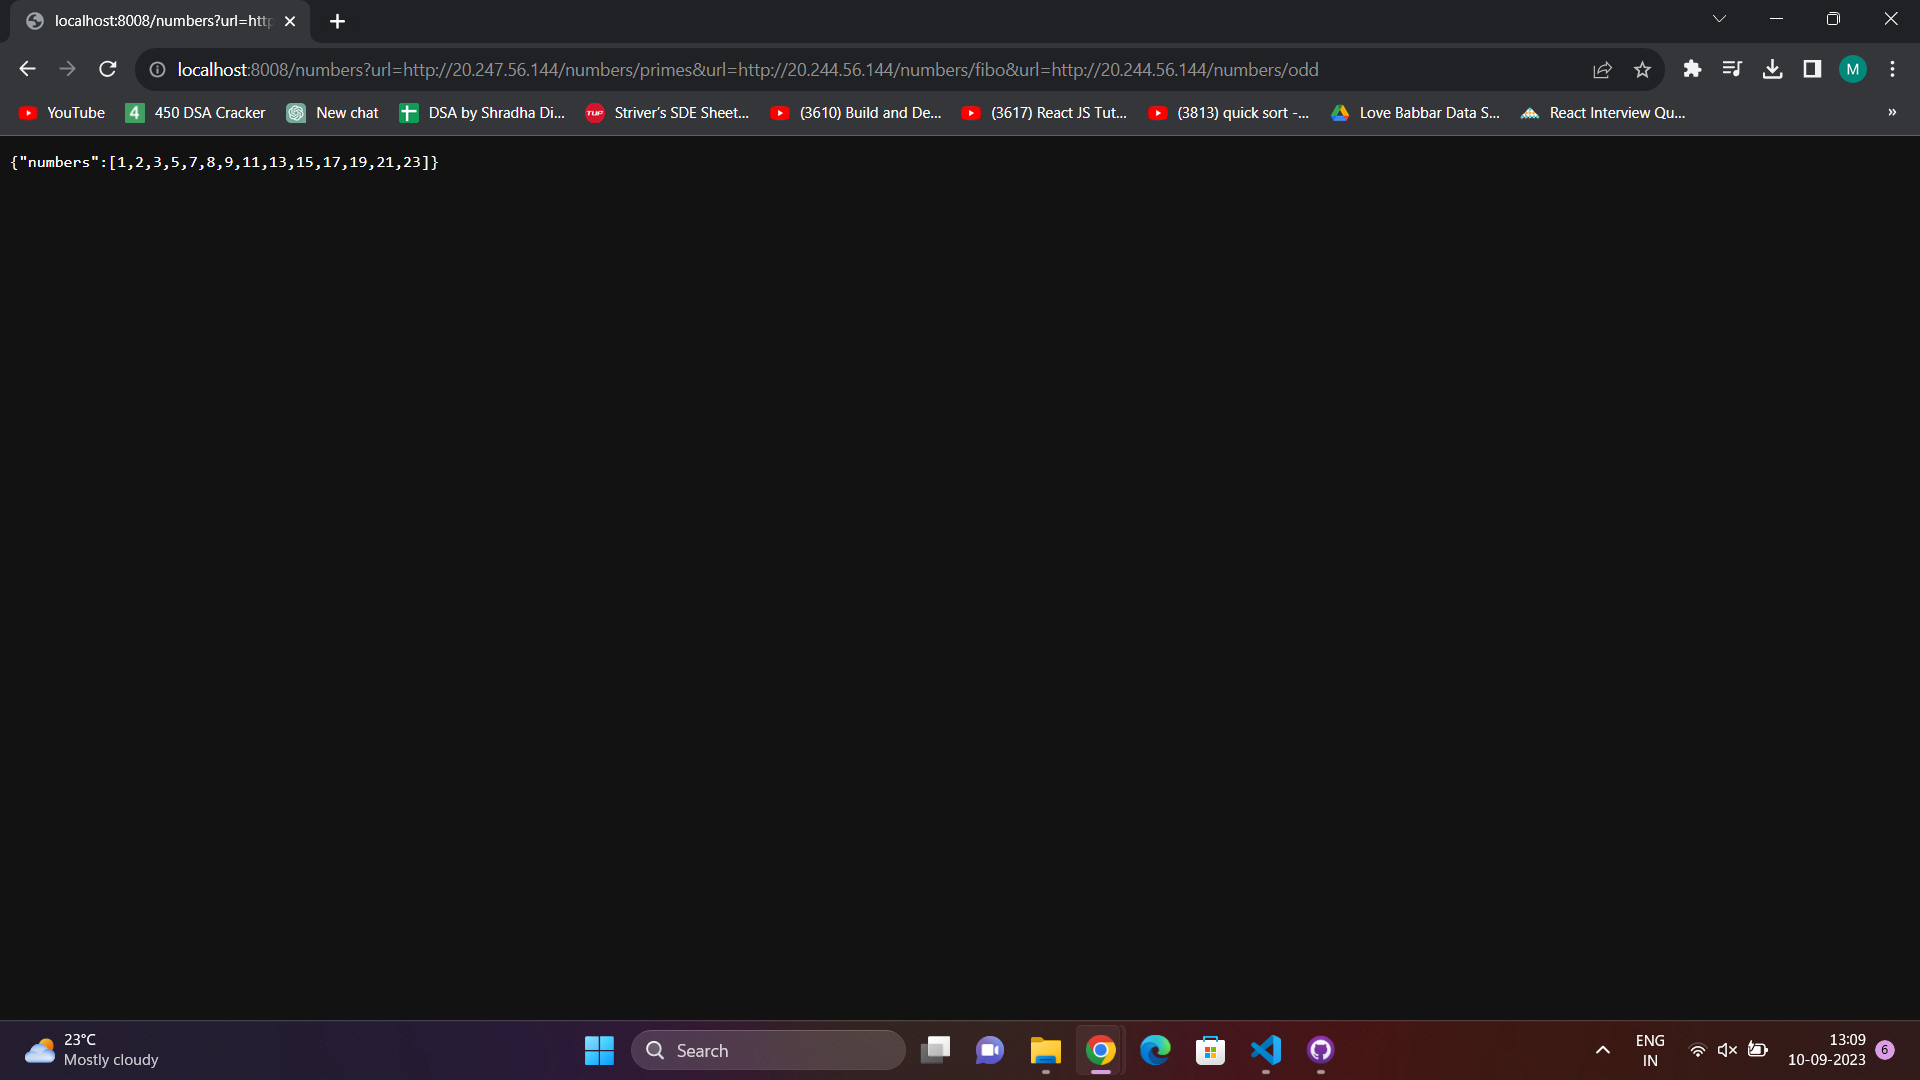 localhost:8008/numbers?url=http
localhost:8008/numbers?url=http://20.247.56.144/numbers/primes&url=http://20.244.56.144/numbers/fibo&url=http://20.244.56.144/numbers/odd
M
YouTube
4 450 DSA Cracker
New chat
DSA by Shradha Di...
TUF Striver's SDE Sheet...
(3610) Build and De...
(3617) React JS Tut...
(3813) quick sort -...
Love Babbar Data S...
React Interview Qu...
»
{"numbers":[1,2,3,5,7,8,9,11,13,15,17,19,21,23]}
23°C
Mostly cloudy
Search
ENG
IN
13:09
10-09-2023
6